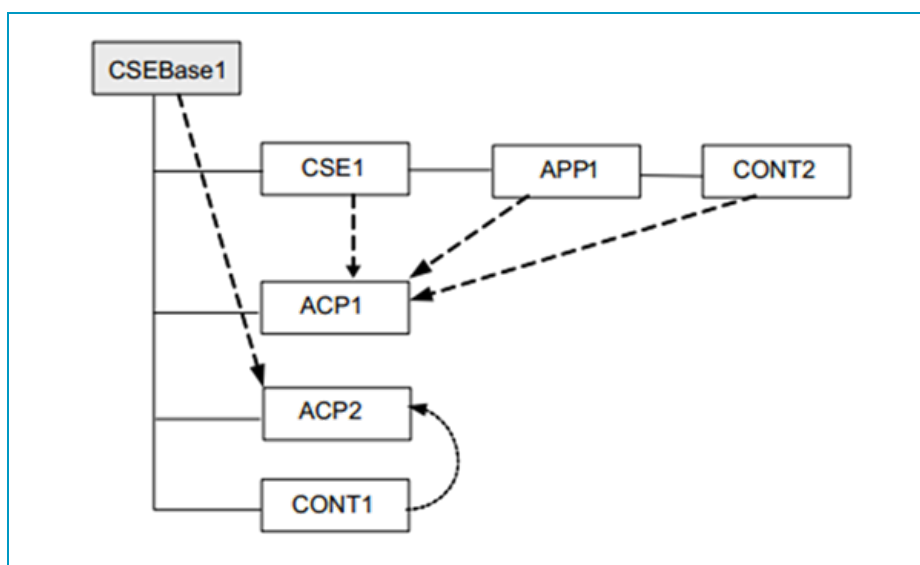 CSEBase1
CSE1
APP1
CONT2
ACP1
ACP2
CONT1